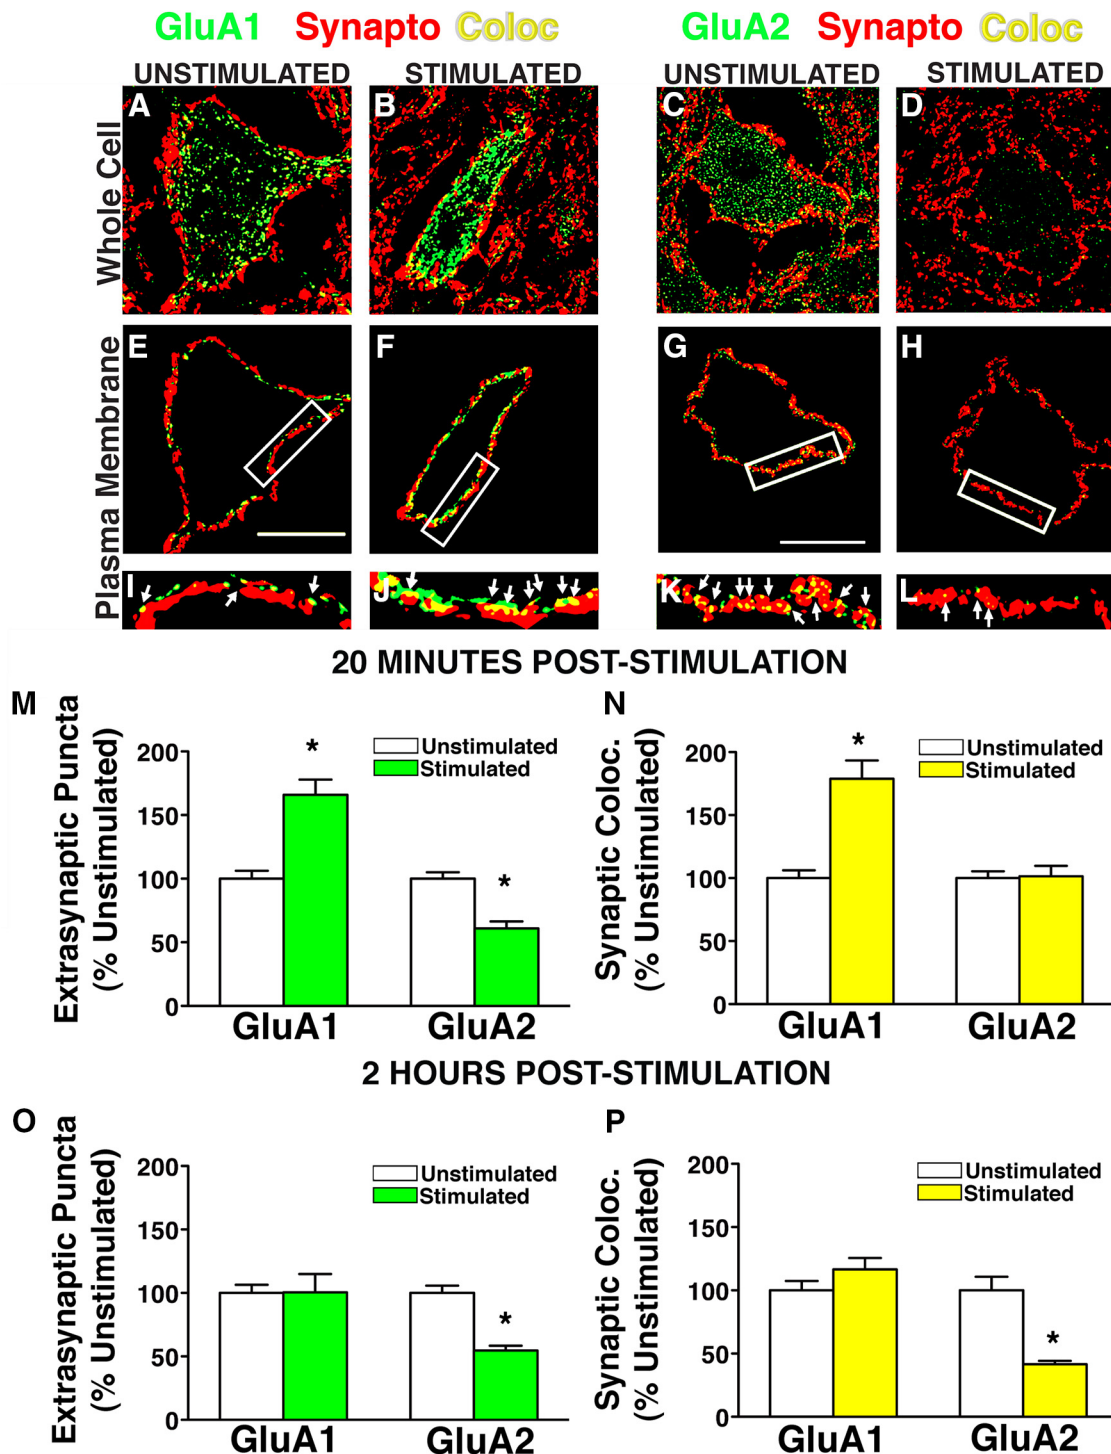 GluA1 Synapto Coloc
GluA2 Synapto Coloc
UNSTIMULATED STIMULATED
UNSTIMULATED STIMULATED
Whole Cell
A B C D
Plasma Membrane
E F G H
I J K L
20 MINUTES POST-STIMULATION
M
Extrasynaptic Puncta
(% Unstimulated)
200
150
100
50
0
Unstimulated
Stimulated
*
*
GluA1 GluA2
N
Synaptic Coloc.
(% Unstimulated)
200
150
100
50
0
Unstimulated
Stimulated
*
GluA1 GluA2
2 HOURS POST-STIMULATION
O
Extrasynaptic Puncta
(% Unstimulated)
200
150
100
50
0
Unstimulated
Stimulated
*
GluA1 GluA2
P
Synaptic Coloc.
(% Unstimulated)
200
150
100
50
0
Unstimulated
Stimulated
*
GluA1 GluA2